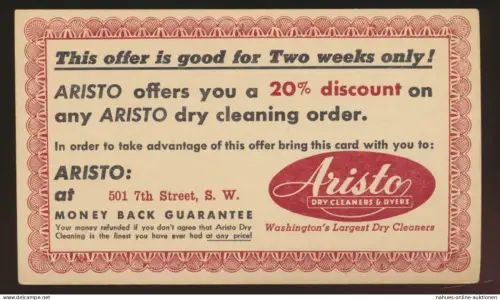 This offer is good for Two weeks only!
ARISTO offers you a 20% discount on
any ARISTO dry cleaning order.
In order to take advantage of this offer bring this card with you to:
ARISTO:
at 501 7th Street, S. W.
MONEY BACK GUARANTEE
Your money refunded if you don't agree that Aristo Dry
Cleaning is the finest you have ever had at any price!
Aristo
DRY CLEANERS & DYERS
Washington's Largest Dry Cleaners
www.nahues-online-auktionen.com